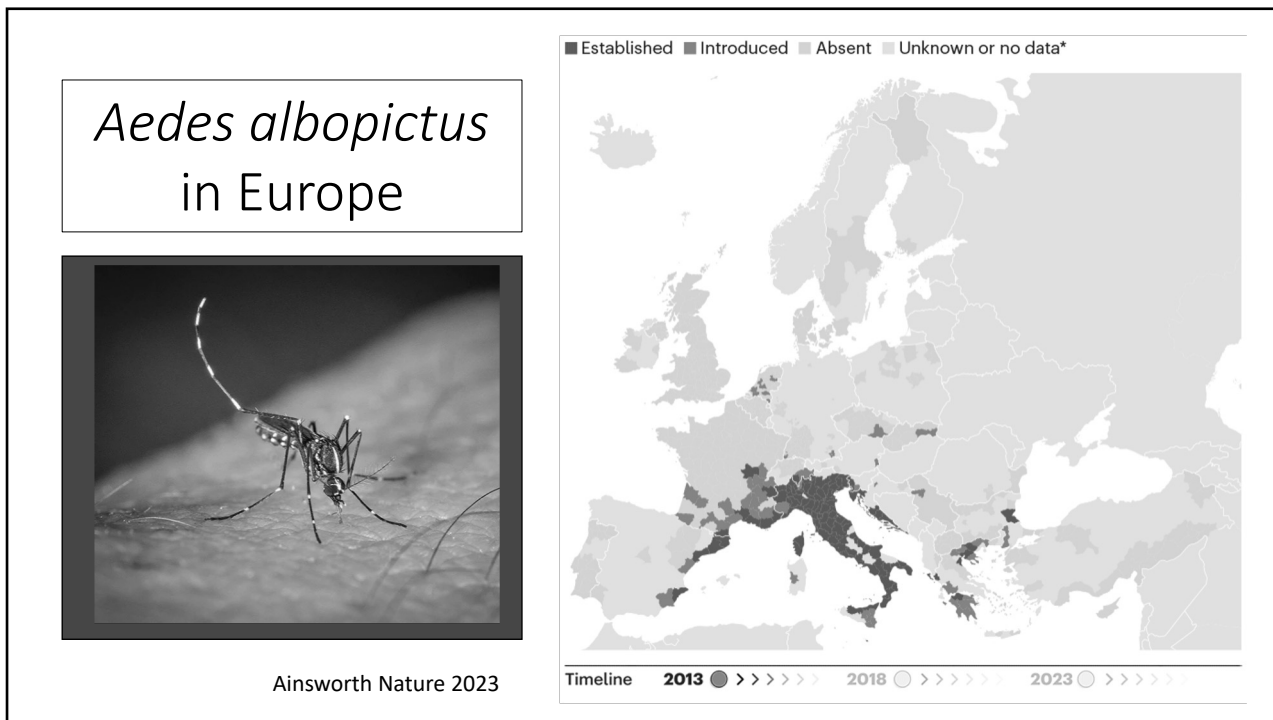 Aedes albopictus
in Europe
Ainsworth Nature 2023
Established Introduced Absent Unknown or no data*
Timeline 2013 > > > > > > 2018 > > > > > > 2023 > > > > >